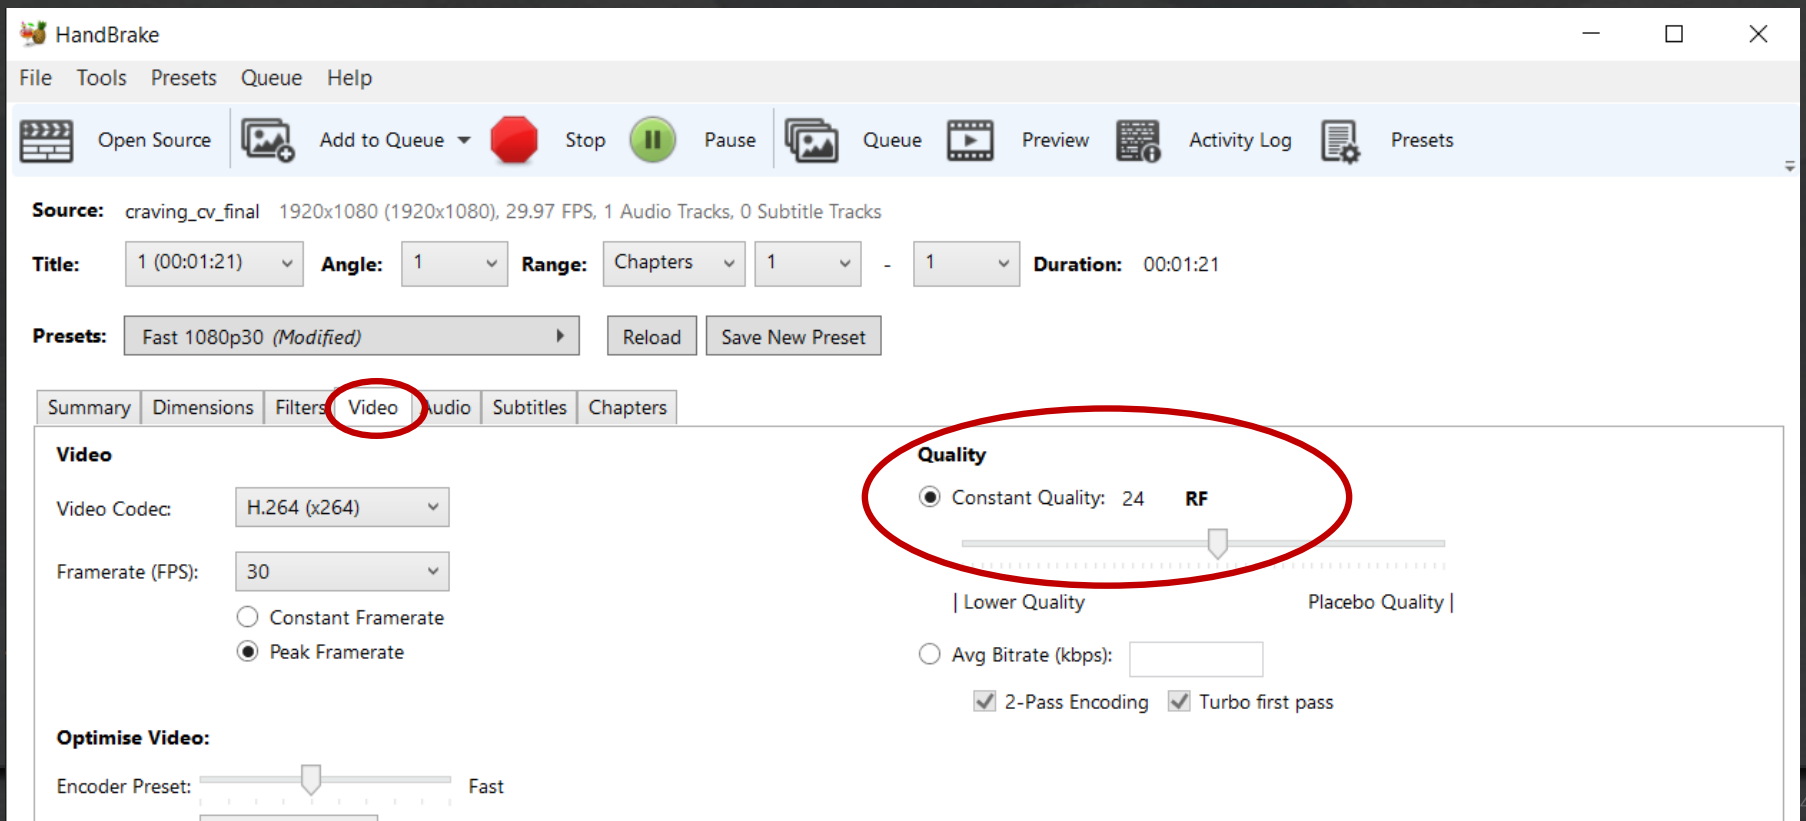 HandBrake
File Tools Presets Queue Help
Open Source Add to Queue Stop Pause Queue Preview Activity Log Presets
Source: craving_cv_final 1920x1080 (1920x1080), 29.97 FPS, 1 Audio Tracks, 0 Subtitle Tracks
Title: 1 (00:01:21) Angle: 1 Range: Chapters 1 - 1 Duration: 00:01:21
Presets: Fast 1080p30 (Modified) Reload Save New Preset
Summary Dimensions Filters Video Audio Subtitles Chapters
Video
Quality
Video Codec: H.264 (x264)
Constant Quality: 24 RF
Framerate (FPS): 30
| Lower Quality Placebo Quality |
Constant Framerate
Peak Framerate
Avg Bitrate (kbps):
2-Pass Encoding Turbo first pass
Optimise Video:
Encoder Preset: Fast